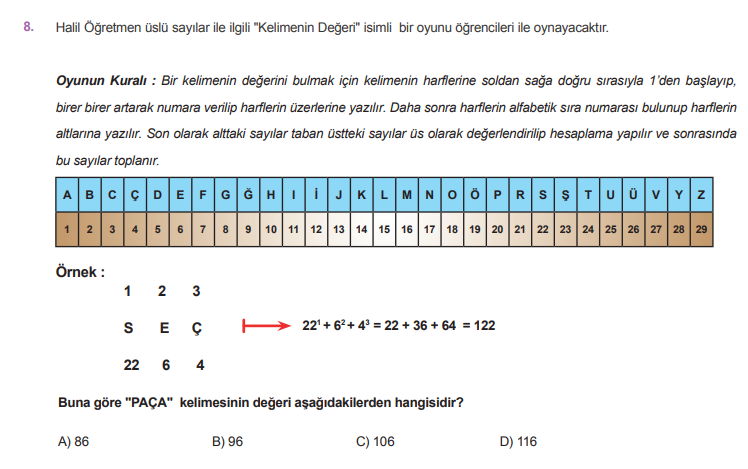 8. Halil Öğretmen üslü sayılar ile ilgili "Kelimenin Değeri" isimli bir oyunu öğrencileri ile oynayacaktır.
Oyunun Kuralı : Bir kelimenin değerini bulmak için kelimenin harflerine soldan sağa doğru sırasıyla 1'den başlayıp,
birer birer artarak numara verilip harflerin üzerlerine yazılır. Daha sonra harflerin alfabetik sıra numarası bulunup harflerin
altlarına yazılır. Son olarak alttaki sayılar taban üstteki sayılar üs olarak değerlendirilip hesaplama yapılır ve sonrasında
bu sayılar toplanır.
A B C Ç D E F G Ğ H I İ J K L M N O Ö P R S Ş T U Ü V Y Z
1 2 3 4 5 6 7 8 9 10 11 12 13 14 15 16 17 18 19 20 21 22 23 24 25 26 27 28 29
Örnek :
1 2 3
S E Ç 22¹ + 6² + 4³ = 22 + 36 + 64 = 122
22 6 4
Buna göre "PAÇA" kelimesinin değeri aşağıdakilerden hangisidir?
A) 86 B) 96 C) 106 D) 116